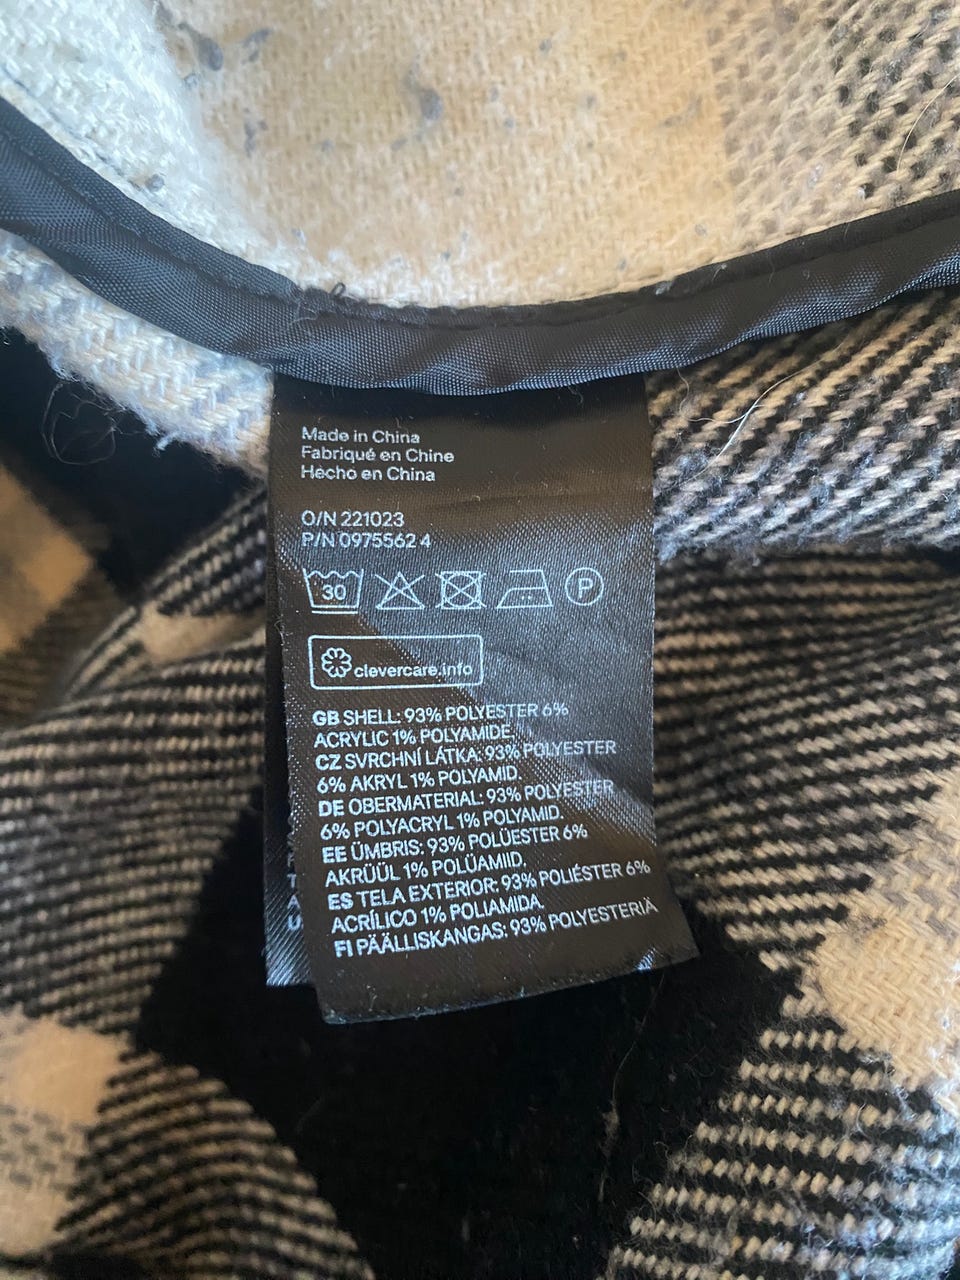 Made in China
Fabriqué en Chine
Hecho en China
O/N 221023
P/N 0975562 4
30 P
clevercare.info
GB SHELL: 93% POLYESTER 6%
ACRYLIC 1% POLYAMIDE.
CZ SVRCHNÍ LÁTKA: 93% POLYESTER
6% AKRYL 1% POLYAMID.
DE OBERMATERIAL: 93% POLYESTER
6% POLYACRYL 1% POLYAMID.
EE ÜMBRIS: 93% POLÜESTER 6%
AKRÜÜL 1% POLÜAMIID.
ES TELA EXTERIOR: 93% POLIÉSTER 6%
ACRÍLICO 1% POLIAMIDA.
FI PÄÄLLISKANGAS: 93% POLYESTERIÄ